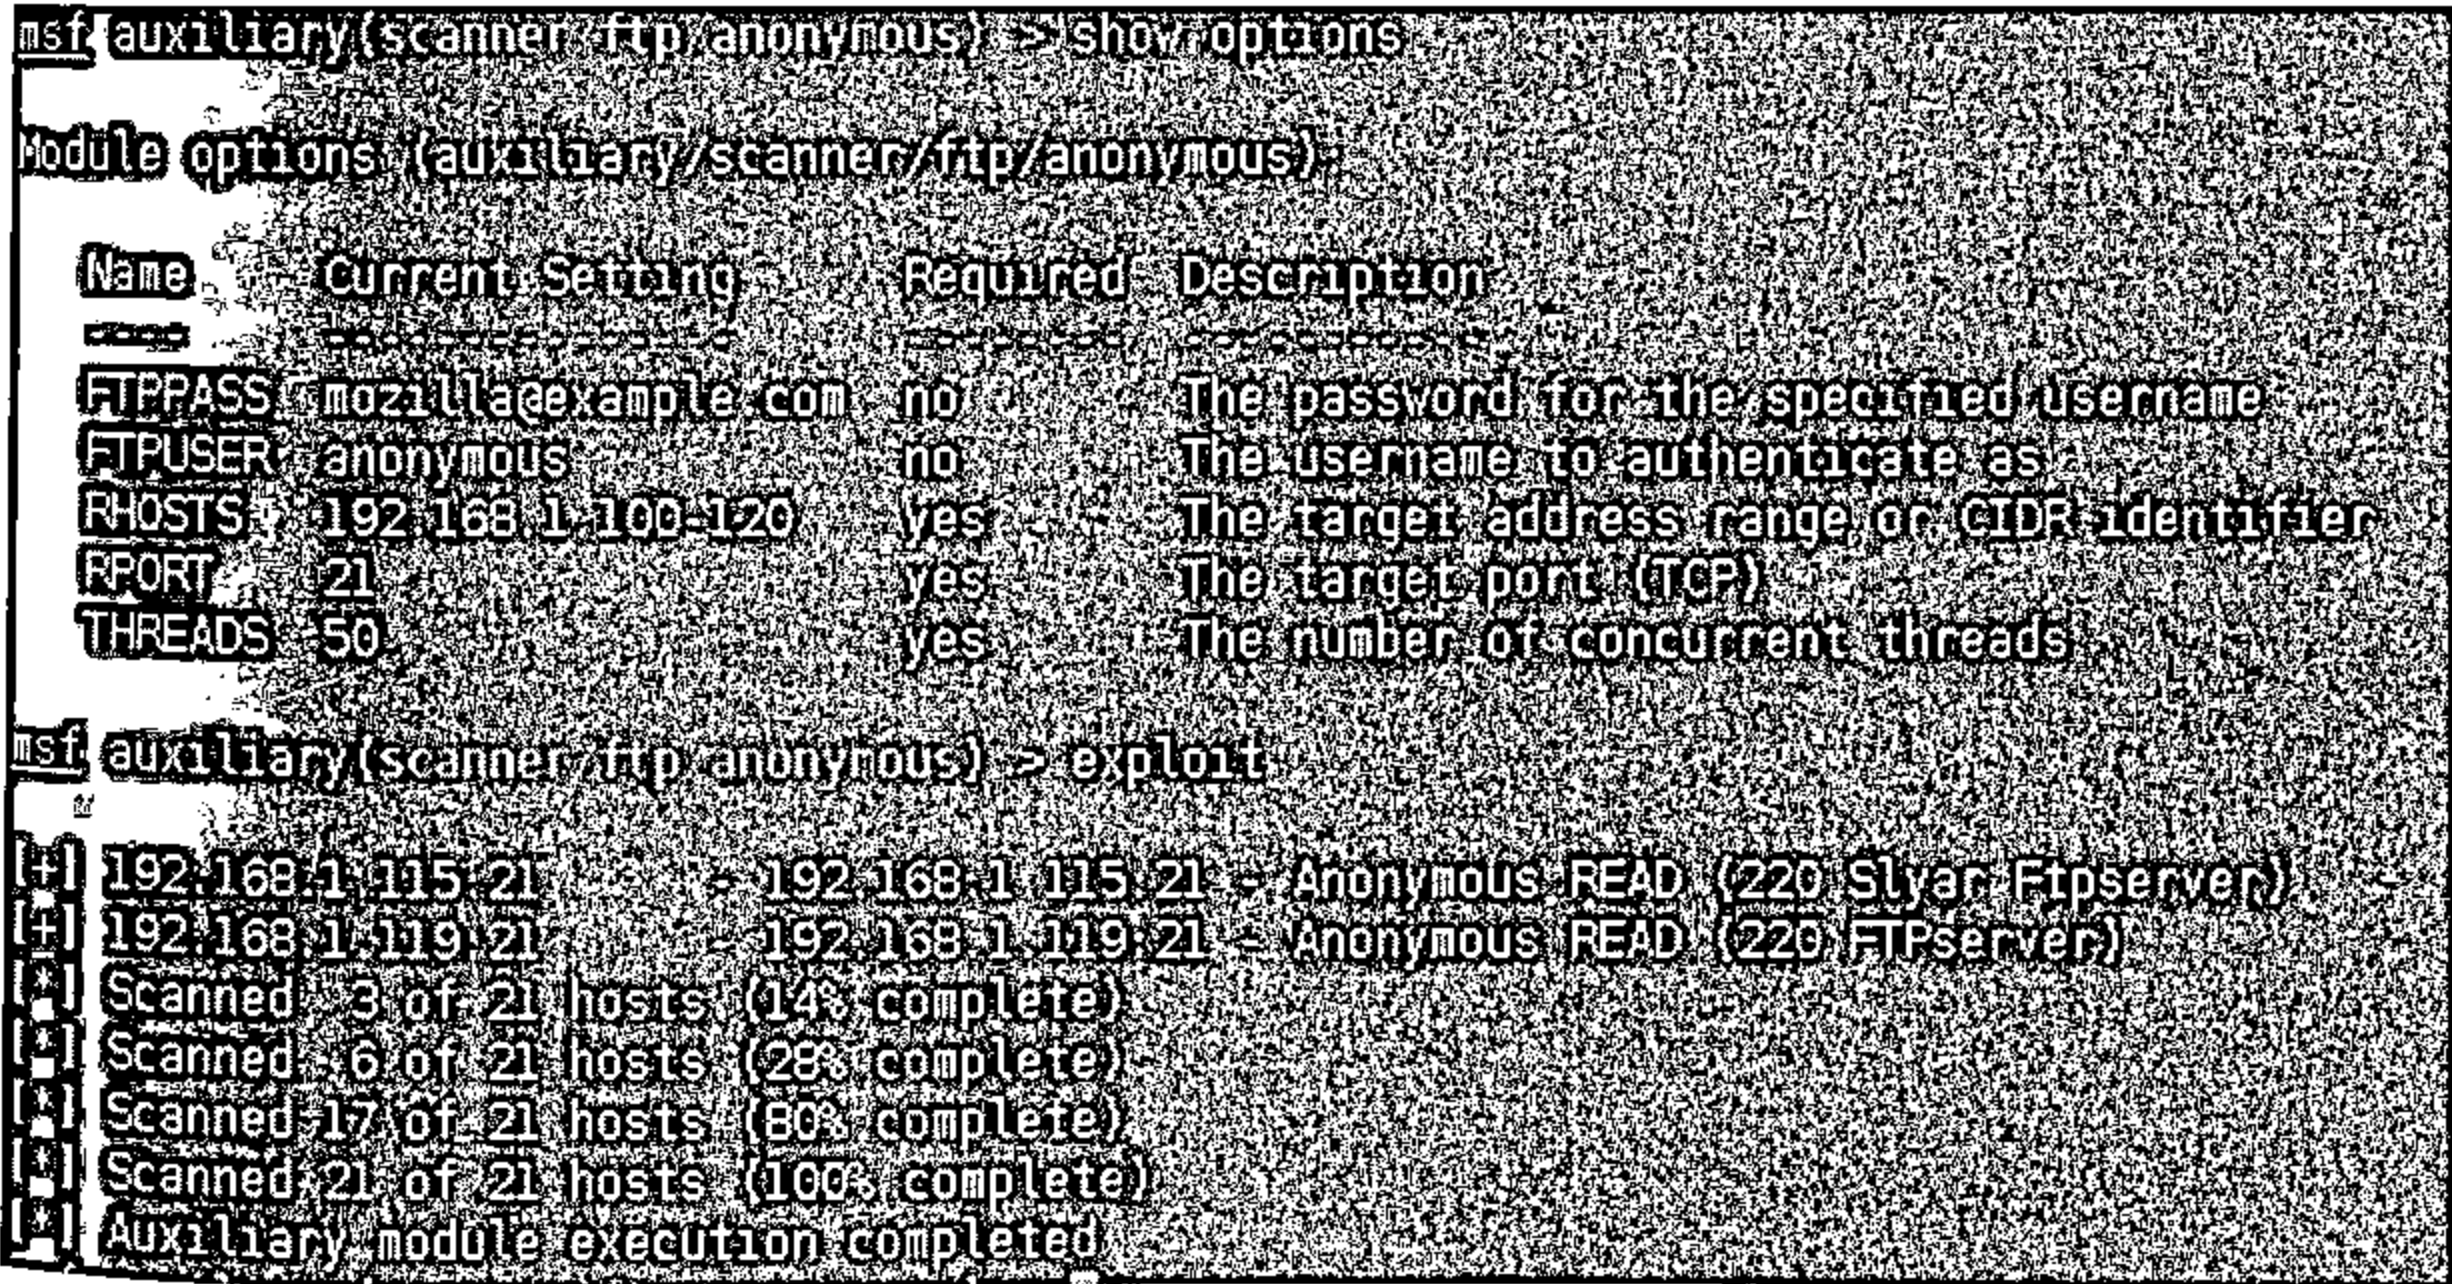 msf auxiliary(scanner/ftp/anonymous) > show options
Module options (auxiliary/scanner/ftp/anonymous):
Name Current Setting Required Description
---- --------------- -------- -----------
FTPPASS mozilla@example.com no The password for the specified username
FTPUSER anonymous no The username to authenticate as
RHOSTS 192.168.1.100-120 yes The target address range or CIDR identifier
RPORT 21 yes The target port (TCP)
THREADS 50 yes The number of concurrent threads
msf auxiliary(scanner/ftp/anonymous) > exploit
[+] 192.168.1.115:21 - 192.168.1.115:21 - Anonymous READ (220 Slyar Ftpserver)
[+] 192.168.1.119:21 - 192.168.1.119:21 - Anonymous READ (220 FTPserver)
[*] Scanned 3 of 21 hosts (14% complete)
[*] Scanned 6 of 21 hosts (28% complete)
[*] Scanned 17 of 21 hosts (80% complete)
[*] Scanned 21 of 21 hosts (100% complete)
[*] Auxiliary module execution completed